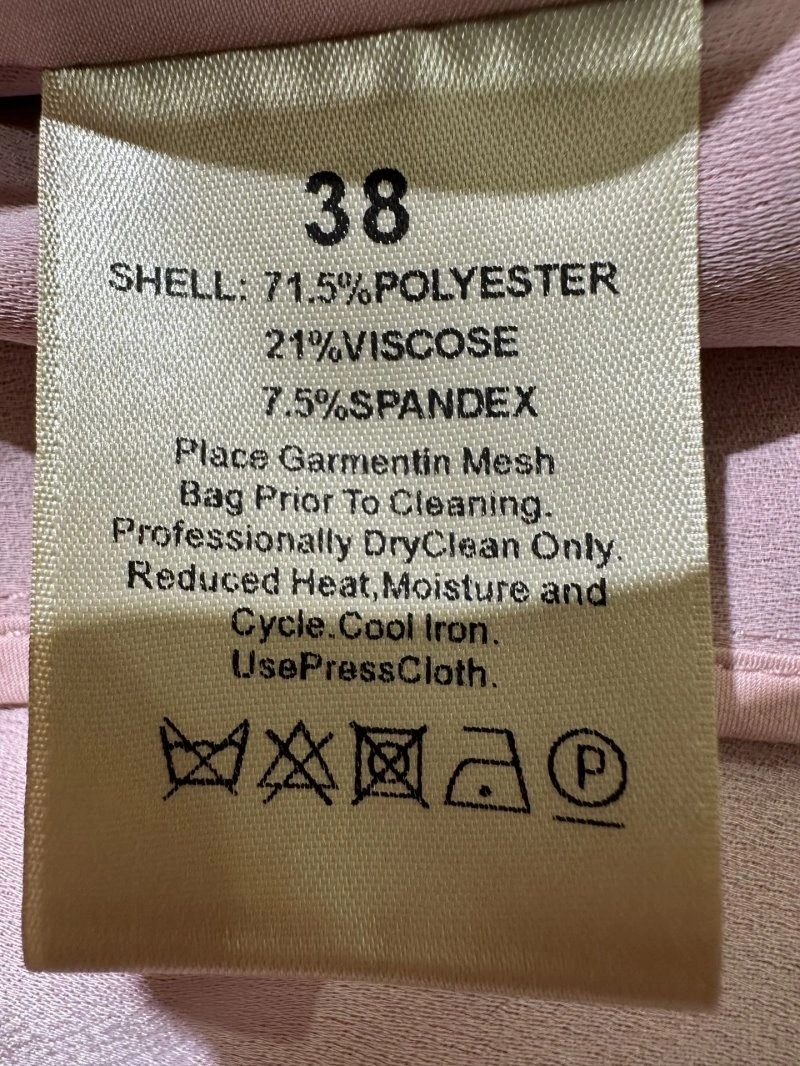 38
SHELL: 71.5%POLYESTER
21%VISCOSE
7.5%SPANDEX
Place Garmentin Mesh
Bag Prior To Cleaning.
Professionally DryClean Only.
Reduced Heat,Moisture and
Cycle.Cool Iron.
UsePressCloth.
P